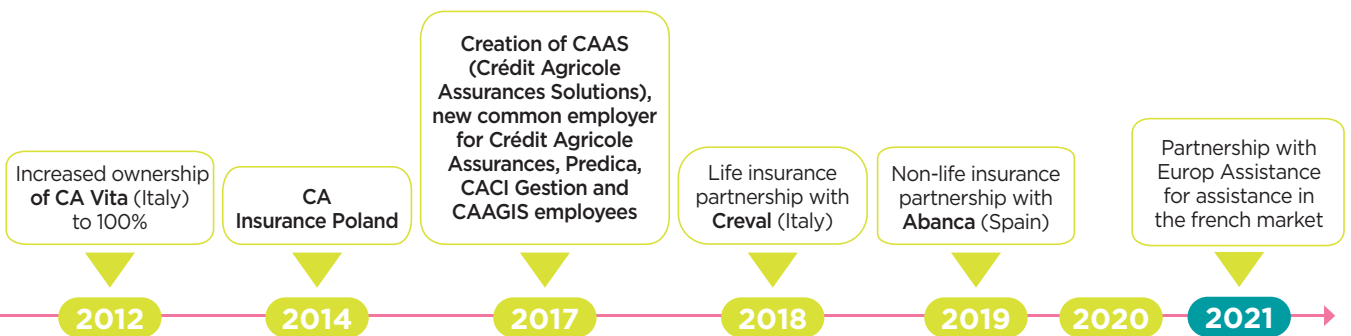 Increased ownership
of CA Vita (Italy)
to 100%
CA
Insurance Poland
Creation of CAAS
(Crédit Agricole
Assurances Solutions),
new common employer
for Crédit Agricole
Assurances, Predica,
CACI Gestion and
CAAGIS employees
Life insurance
partnership with
Creval (Italy)
Non-life insurance
partnership with
Abanca (Spain)
Partnership with
Europ Assistance
for assistance in
the french market
2012
2014
2017
2018
2019
2020
2021